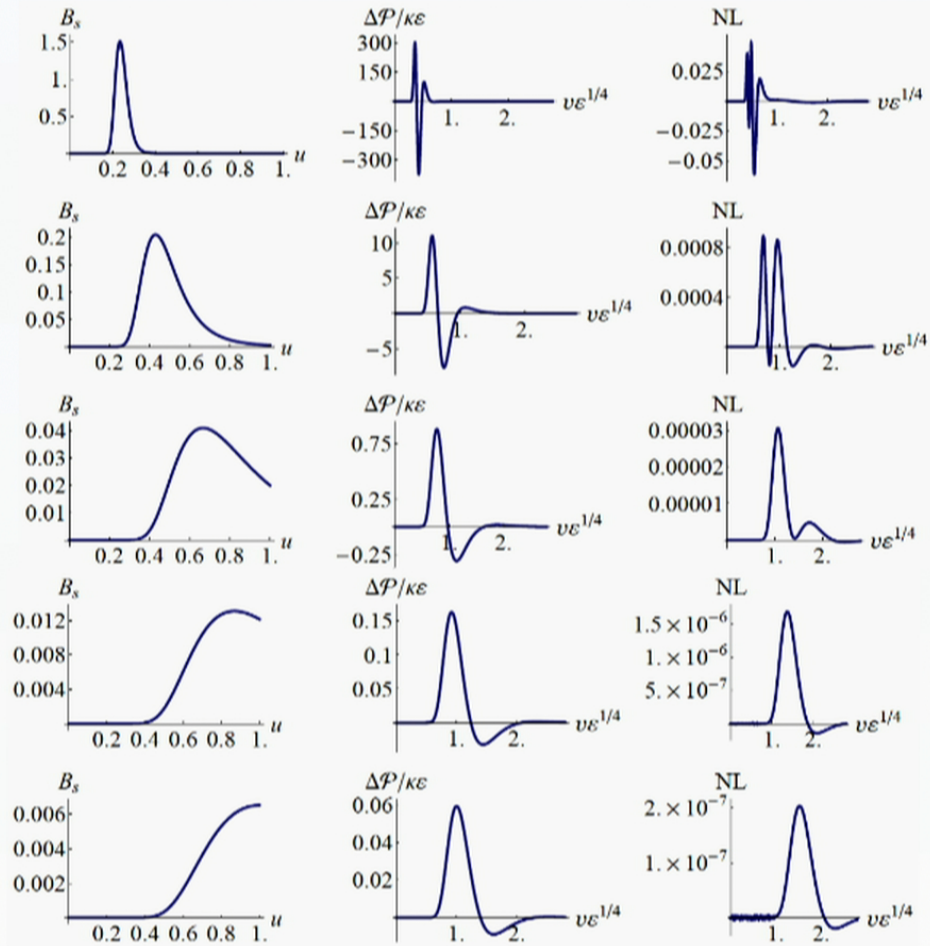 B_s
1.5
1.
0.5
0.2 0.4 0.6 0.8 1. u
ΔP/κε
300
150
-150
-300
1. 2. vε^{1/4}
NL
0.025
-0.025
-0.05
1. 2. vε^{1/4}
B_s
0.2
0.15
0.1
0.05
0.2 0.4 0.6 0.8 1. u
ΔP/κε
10
5
-5
1. 2. vε^{1/4}
NL
0.0008
0.0004
1. 2. vε^{1/4}
B_s
0.04
0.03
0.02
0.01
0.2 0.4 0.6 0.8 1. u
ΔP/κε
0.75
0.25
-0.25
1. 2. vε^{1/4}
NL
0.00003
0.00002
0.00001
1. 2. vε^{1/4}
B_s
0.012
0.008
0.004
0.2 0.4 0.6 0.8 1. u
ΔP/κε
0.15
0.1
0.05
1. 2. vε^{1/4}
NL
1.5 × 10^{-6}
1. × 10^{-6}
5. × 10^{-7}
1. 2. vε^{1/4}
B_s
0.006
0.004
0.002
0.2 0.4 0.6 0.8 1. u
ΔP/κε
0.06
0.04
0.02
1. 2. vε^{1/4}
NL
2. × 10^{-7}
1. × 10^{-7}
1. 2. vε^{1/4}